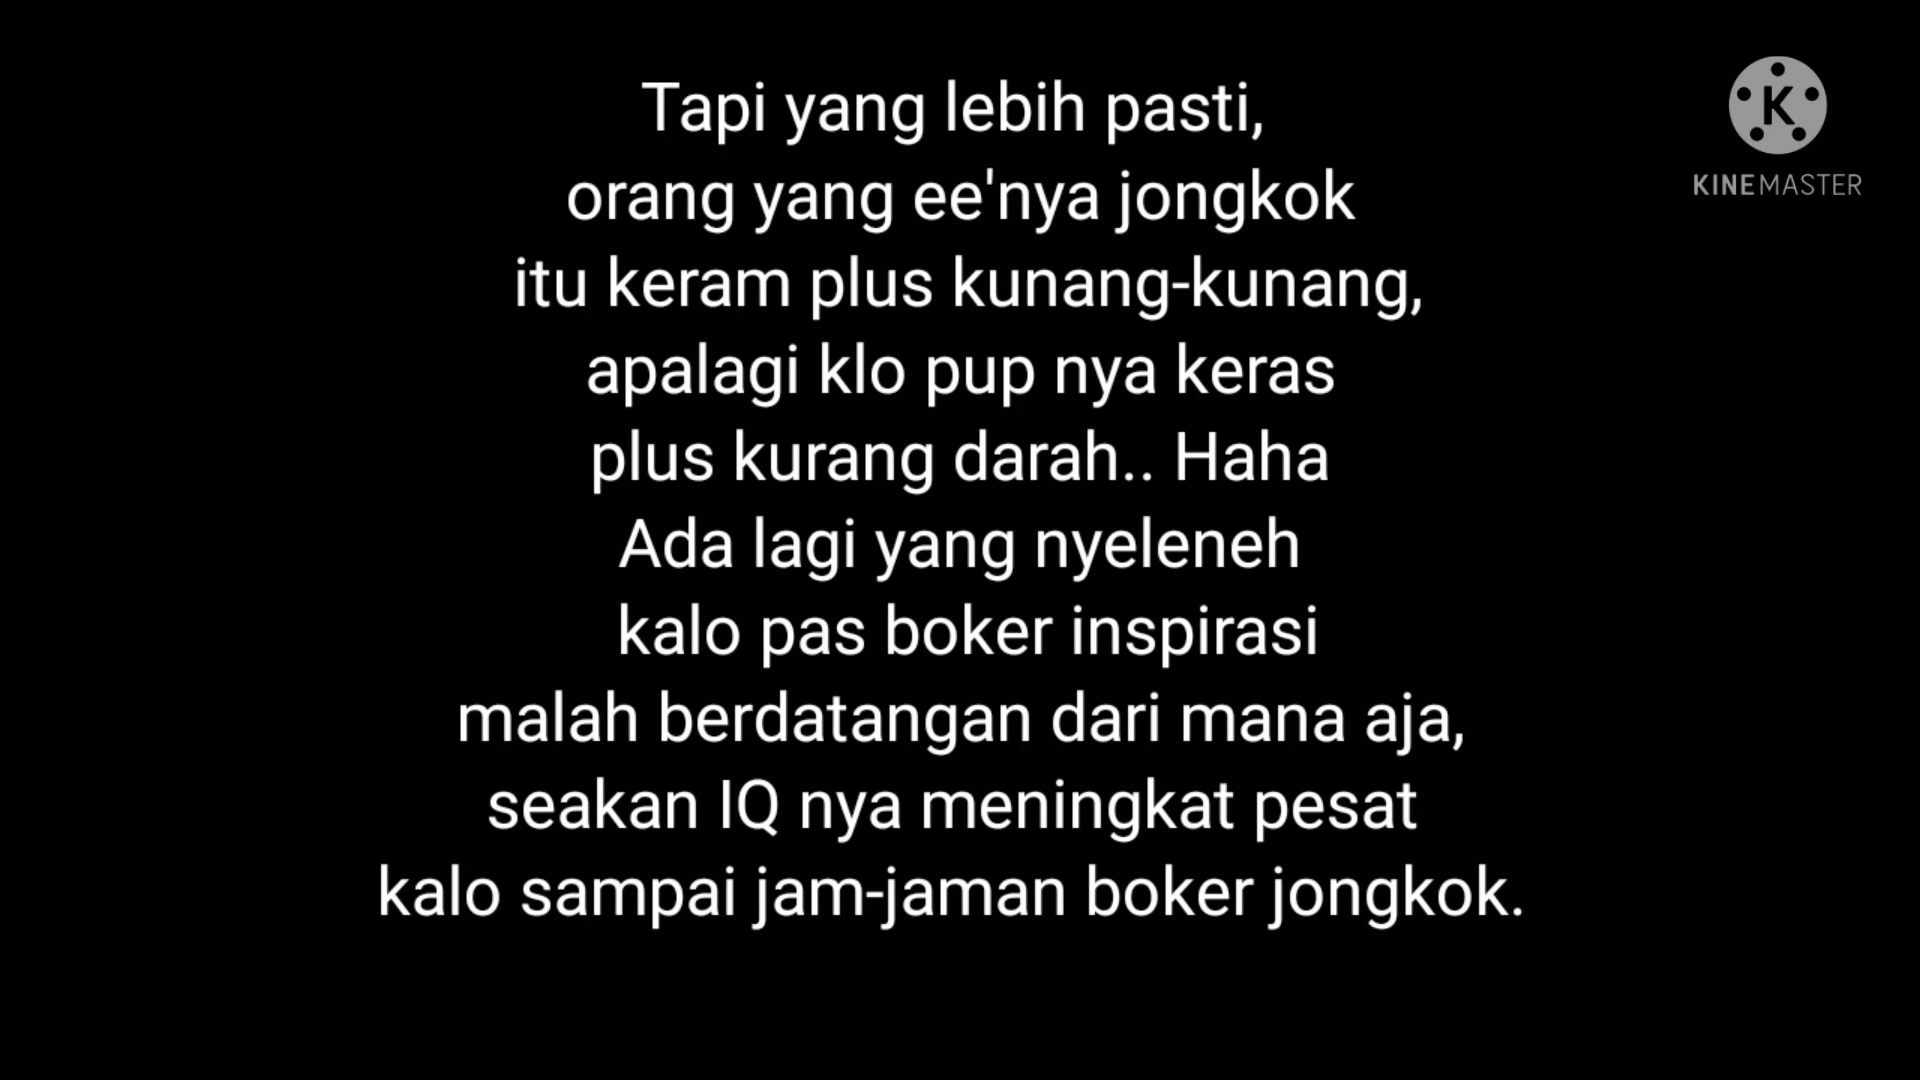 Tapi yang lebih pasti,
orang yang ee'nya jongkok
itu keram plus kunang-kunang,
apalagi klo pup nya keras
plus kurang darah.. Haha
Ada lagi yang nyeleneh
kalo pas boker inspirasi
malah berdatangan dari mana aja,
seakan IQ nya meningkat pesat
kalo sampai jam-jaman boker jongkok.
K
KINEMASTER